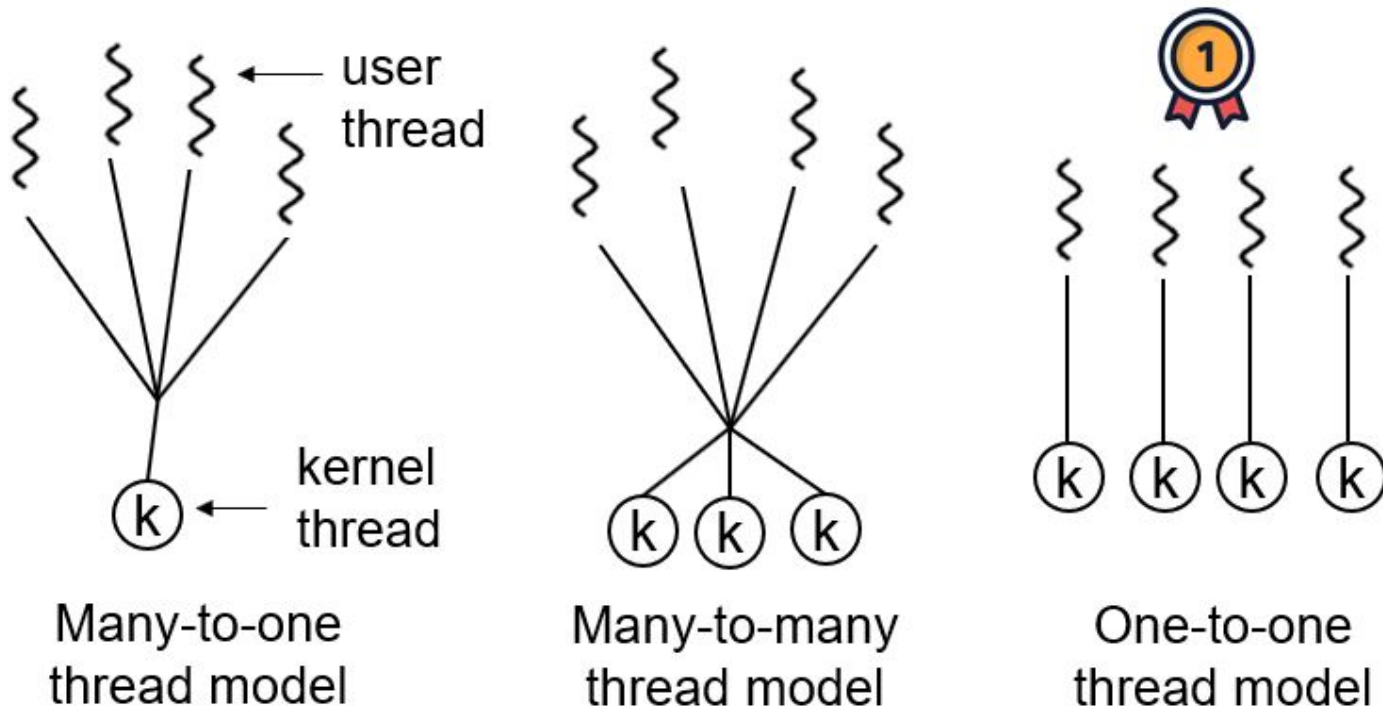 1
user
thread
kernel
thread
k
k
k
k
k
k
k
k
Many-to-one
thread model
Many-to-many
thread model
One-to-one
thread model